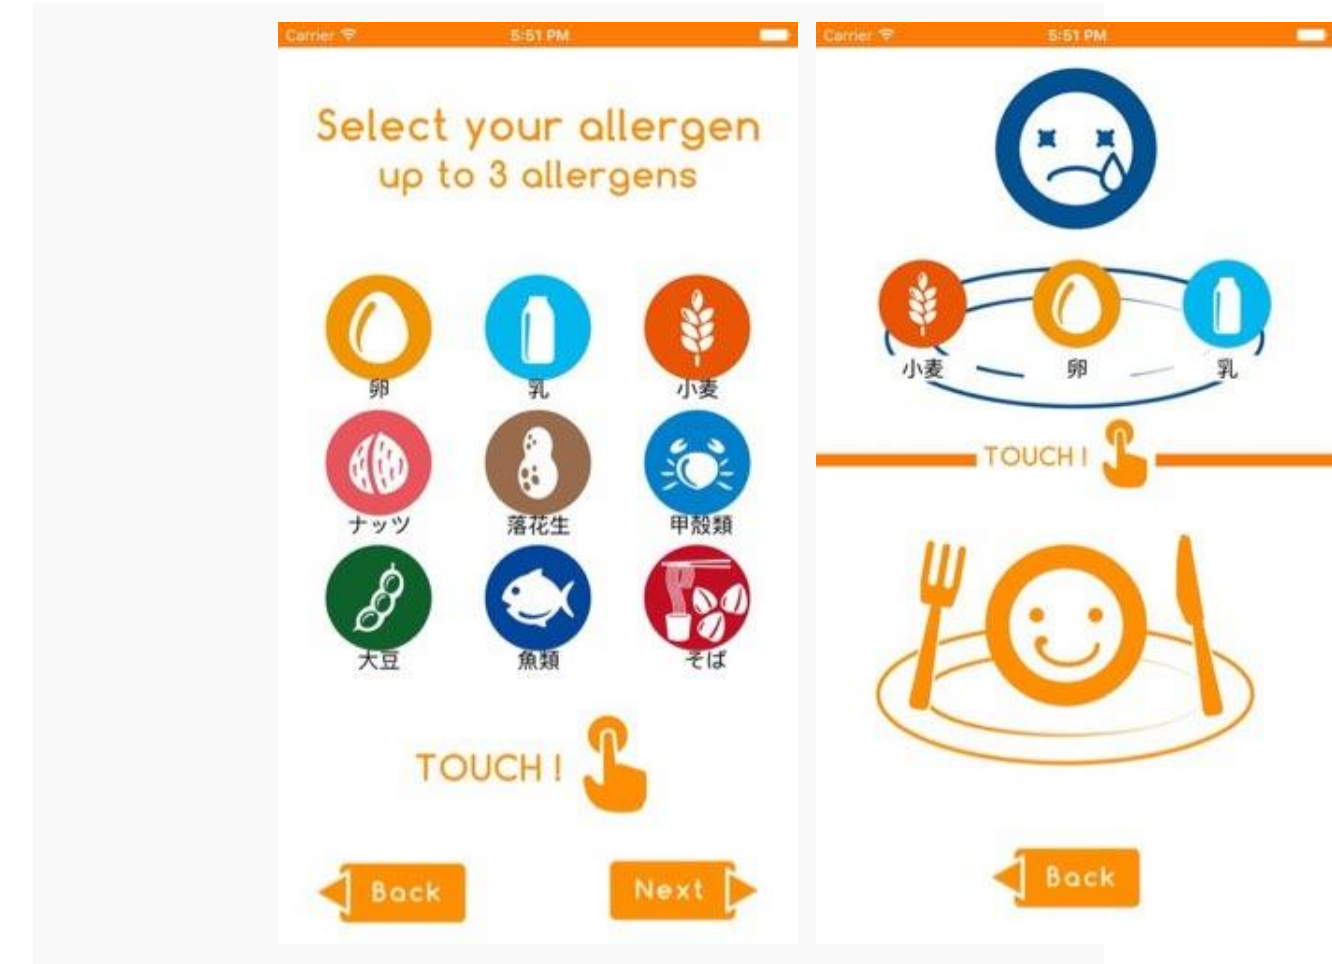 Carrier 5:51 PM
Select your allergen
up to 3 allergens
卵 乳 小麦
ナッツ 落花生 甲殻類
大豆 魚類 そば
TOUCH !
Back Next
Carrier 5:51 PM
小麦 卵 乳
TOUCH !
Back